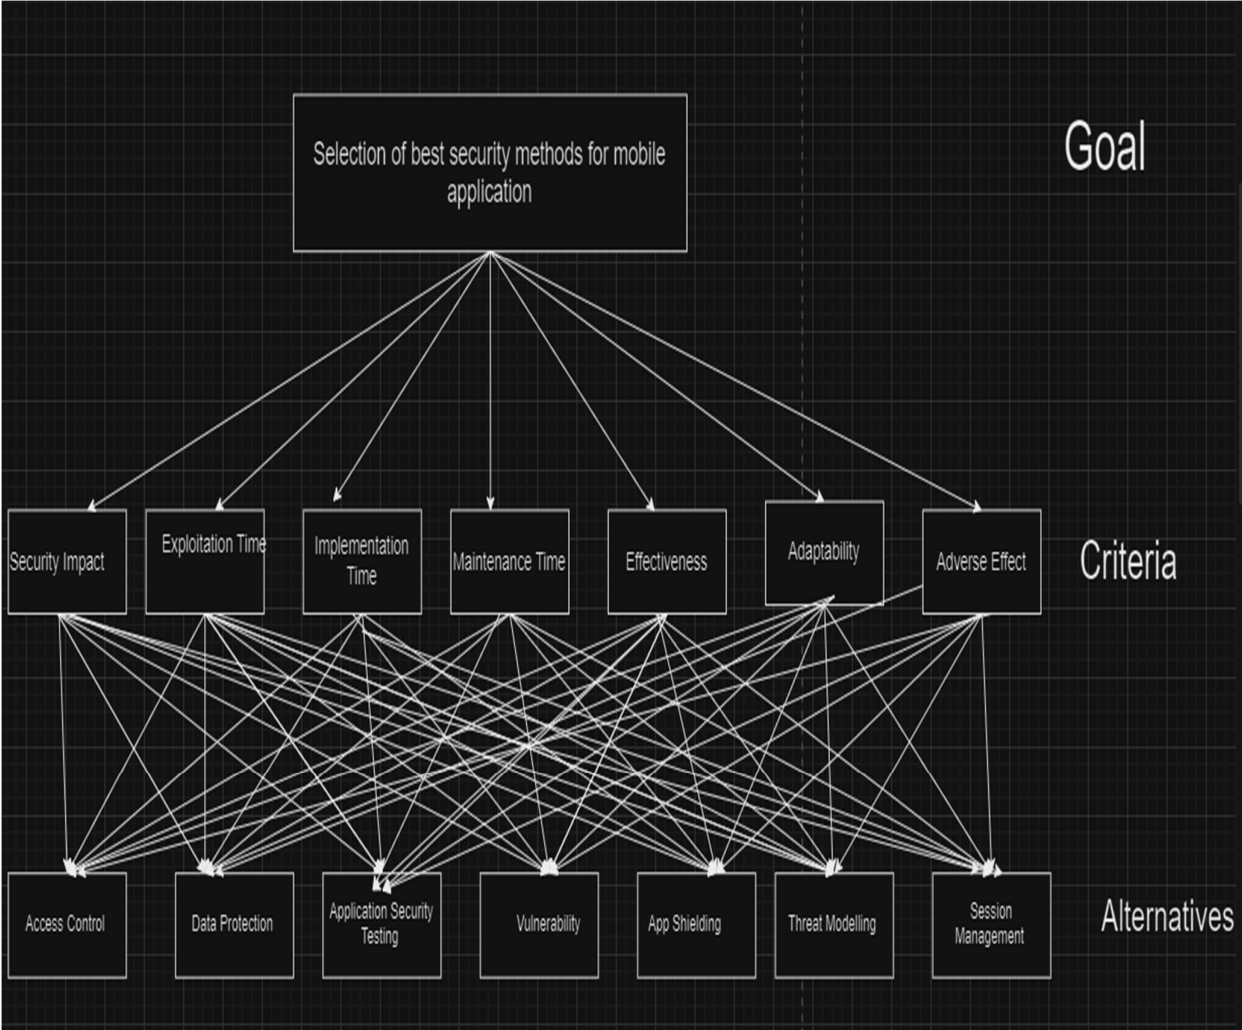 Selection of best security methods for mobile
application
Goal
Security Impact
Exploitation Time
Implementation
Time
Maintenance Time
Effectiveness
Adaptability
Adverse Effect
Criteria
Access Control
Data Protection
Application Security
Testing
Vulnerability
App Shielding
Threat Modelling
Session
Management
Alternatives